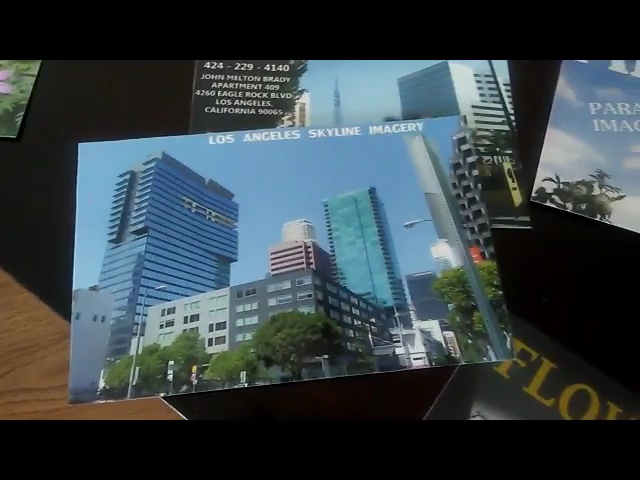 424 - 229 - 4140
JOHN MELTON BRADY
APARTMENT 409
4260 EAGLE ROCK BLVD
LOS ANGELES,
CALIFORNIA 90065
LOS ANGELES SKYLINE IMAGERY
PARA
IMAG
FLO